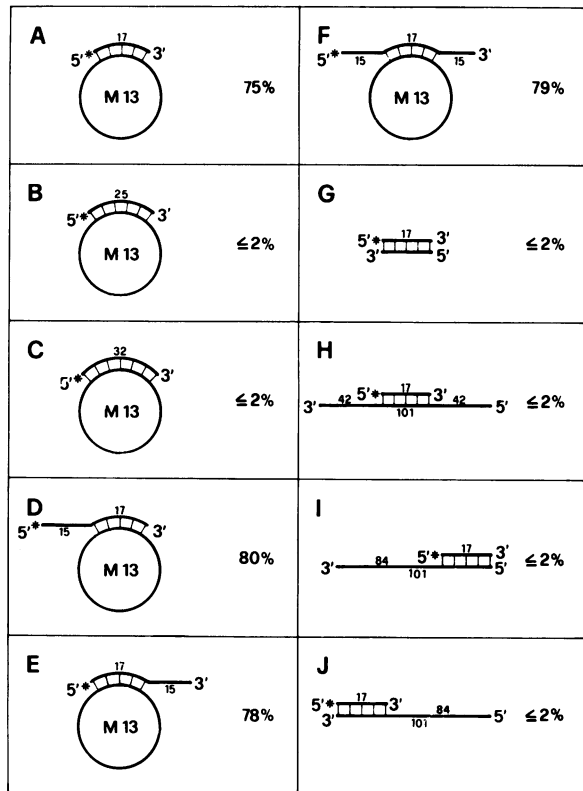 A
17
5'* 3'
M 13
75%
B
25
5'* 3'
M 13
≦2%
C
32
5'* 3'
M 13
≦2%
D
17
5'* 15 3'
M 13
80%
E
17
5'* 15 3'
M 13
78%
F
17
5'* 15 15 3'
M 13
79%
G
17
5'* 3'
3' 5'
≦2%
H
17
5'* 3'
3' 42 42 5'
101
≦2%
I
17
5'* 3'
3' 84 5'
101
≦2%
J
17
5'* 3'
3' 84 5'
101
≦2%